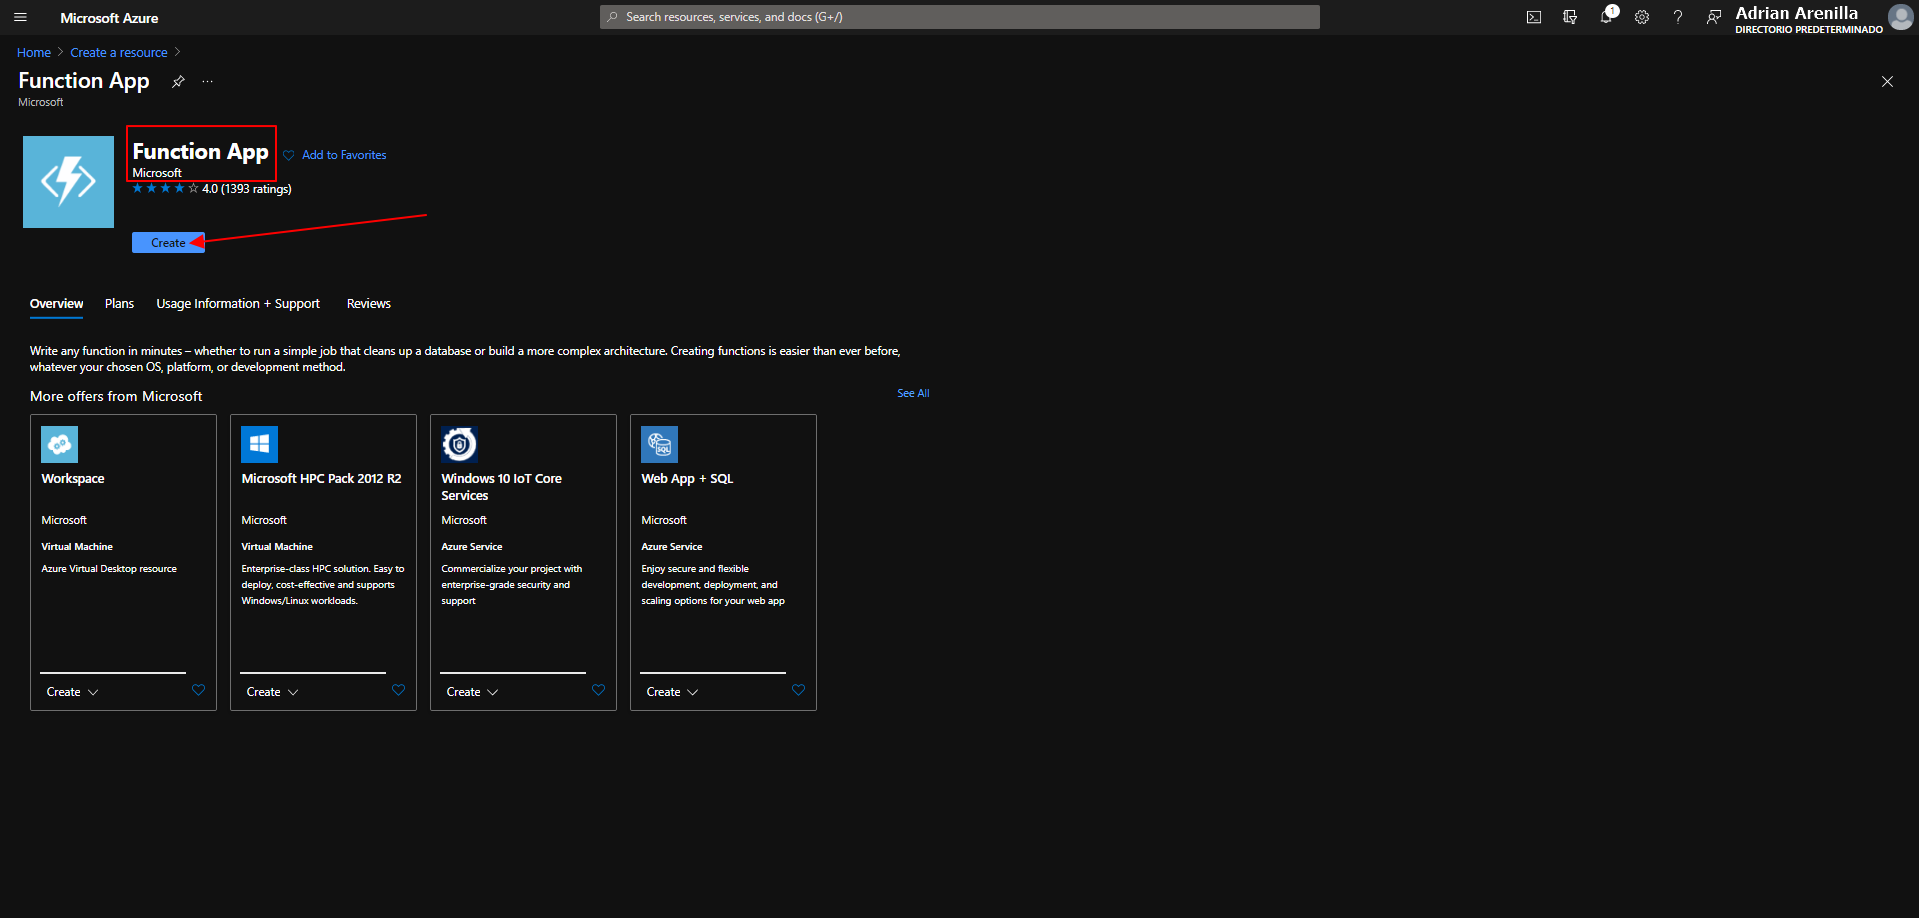 Microsoft Azure
Search resources, services, and docs (G+/)
1
Adrian Arenilla
DIRECTORIO PREDETERMINADO
Home > Create a resource >
Function App
...
Microsoft
Function App
Add to Favorites
Microsoft
4.0 (1393 ratings)
Create
Overview Plans Usage Information + Support Reviews
Write any function in minutes – whether to run a simple job that cleans up a database or build a more complex architecture. Creating functions is easier than ever before,
whatever your chosen OS, platform, or development method.
More offers from Microsoft
See All
Workspace
Microsoft
Virtual Machine
Azure Virtual Desktop resource
Create
Microsoft HPC Pack 2012 R2
Microsoft
Virtual Machine
Enterprise-class HPC solution. Easy to
deploy, cost-effective and supports
Windows/Linux workloads.
Create
Windows 10 IoT Core
Services
Microsoft
Azure Service
Commercialize your project with
enterprise-grade security and
support
Create
SQL
Web App + SQL
Microsoft
Azure Service
Enjoy secure and flexible
development, deployment, and
scaling options for your web app
Create